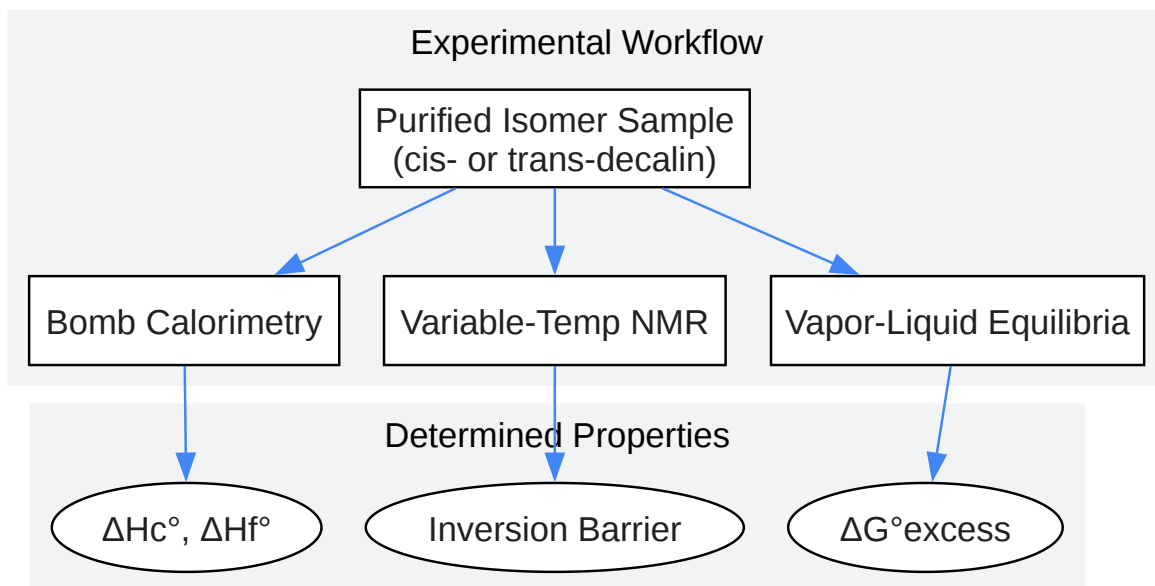 Experimental Workflow
Purified Isomer Sample
(cis- or trans-decalin)
Bomb Calorimetry
Variable-Temp NMR
Vapor-Liquid Equilibria
Determined Properties
ΔHc°, ΔHf°
Inversion Barrier
ΔG°excess